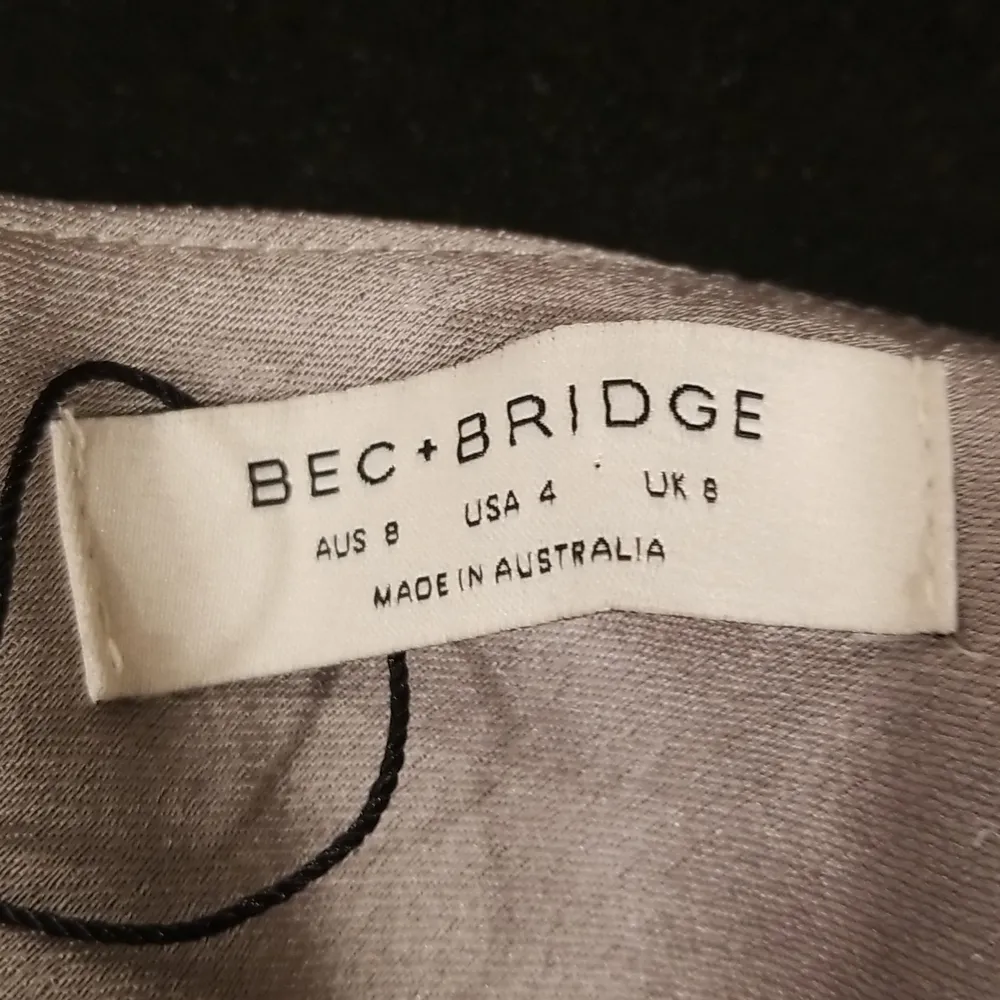 BEC+BRIDGE
AUS 8 USA 4 UK 8
MADE IN AUSTRALIA